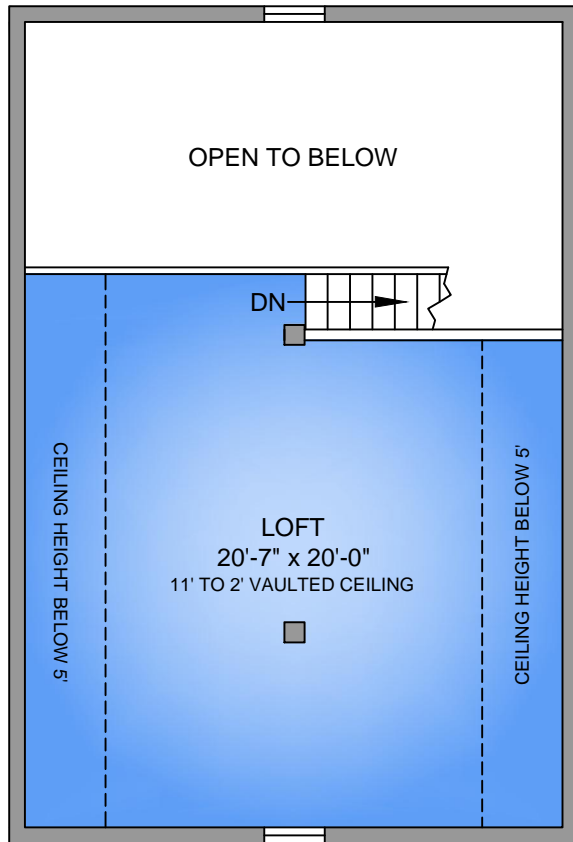 OPEN TO BELOW
DN
CEILING HEIGHT BELOW 5'
LOFT
20'-7" x 20'-0"
11' TO 2' VAULTED CEILING
CEILING HEIGHT BELOW 5'